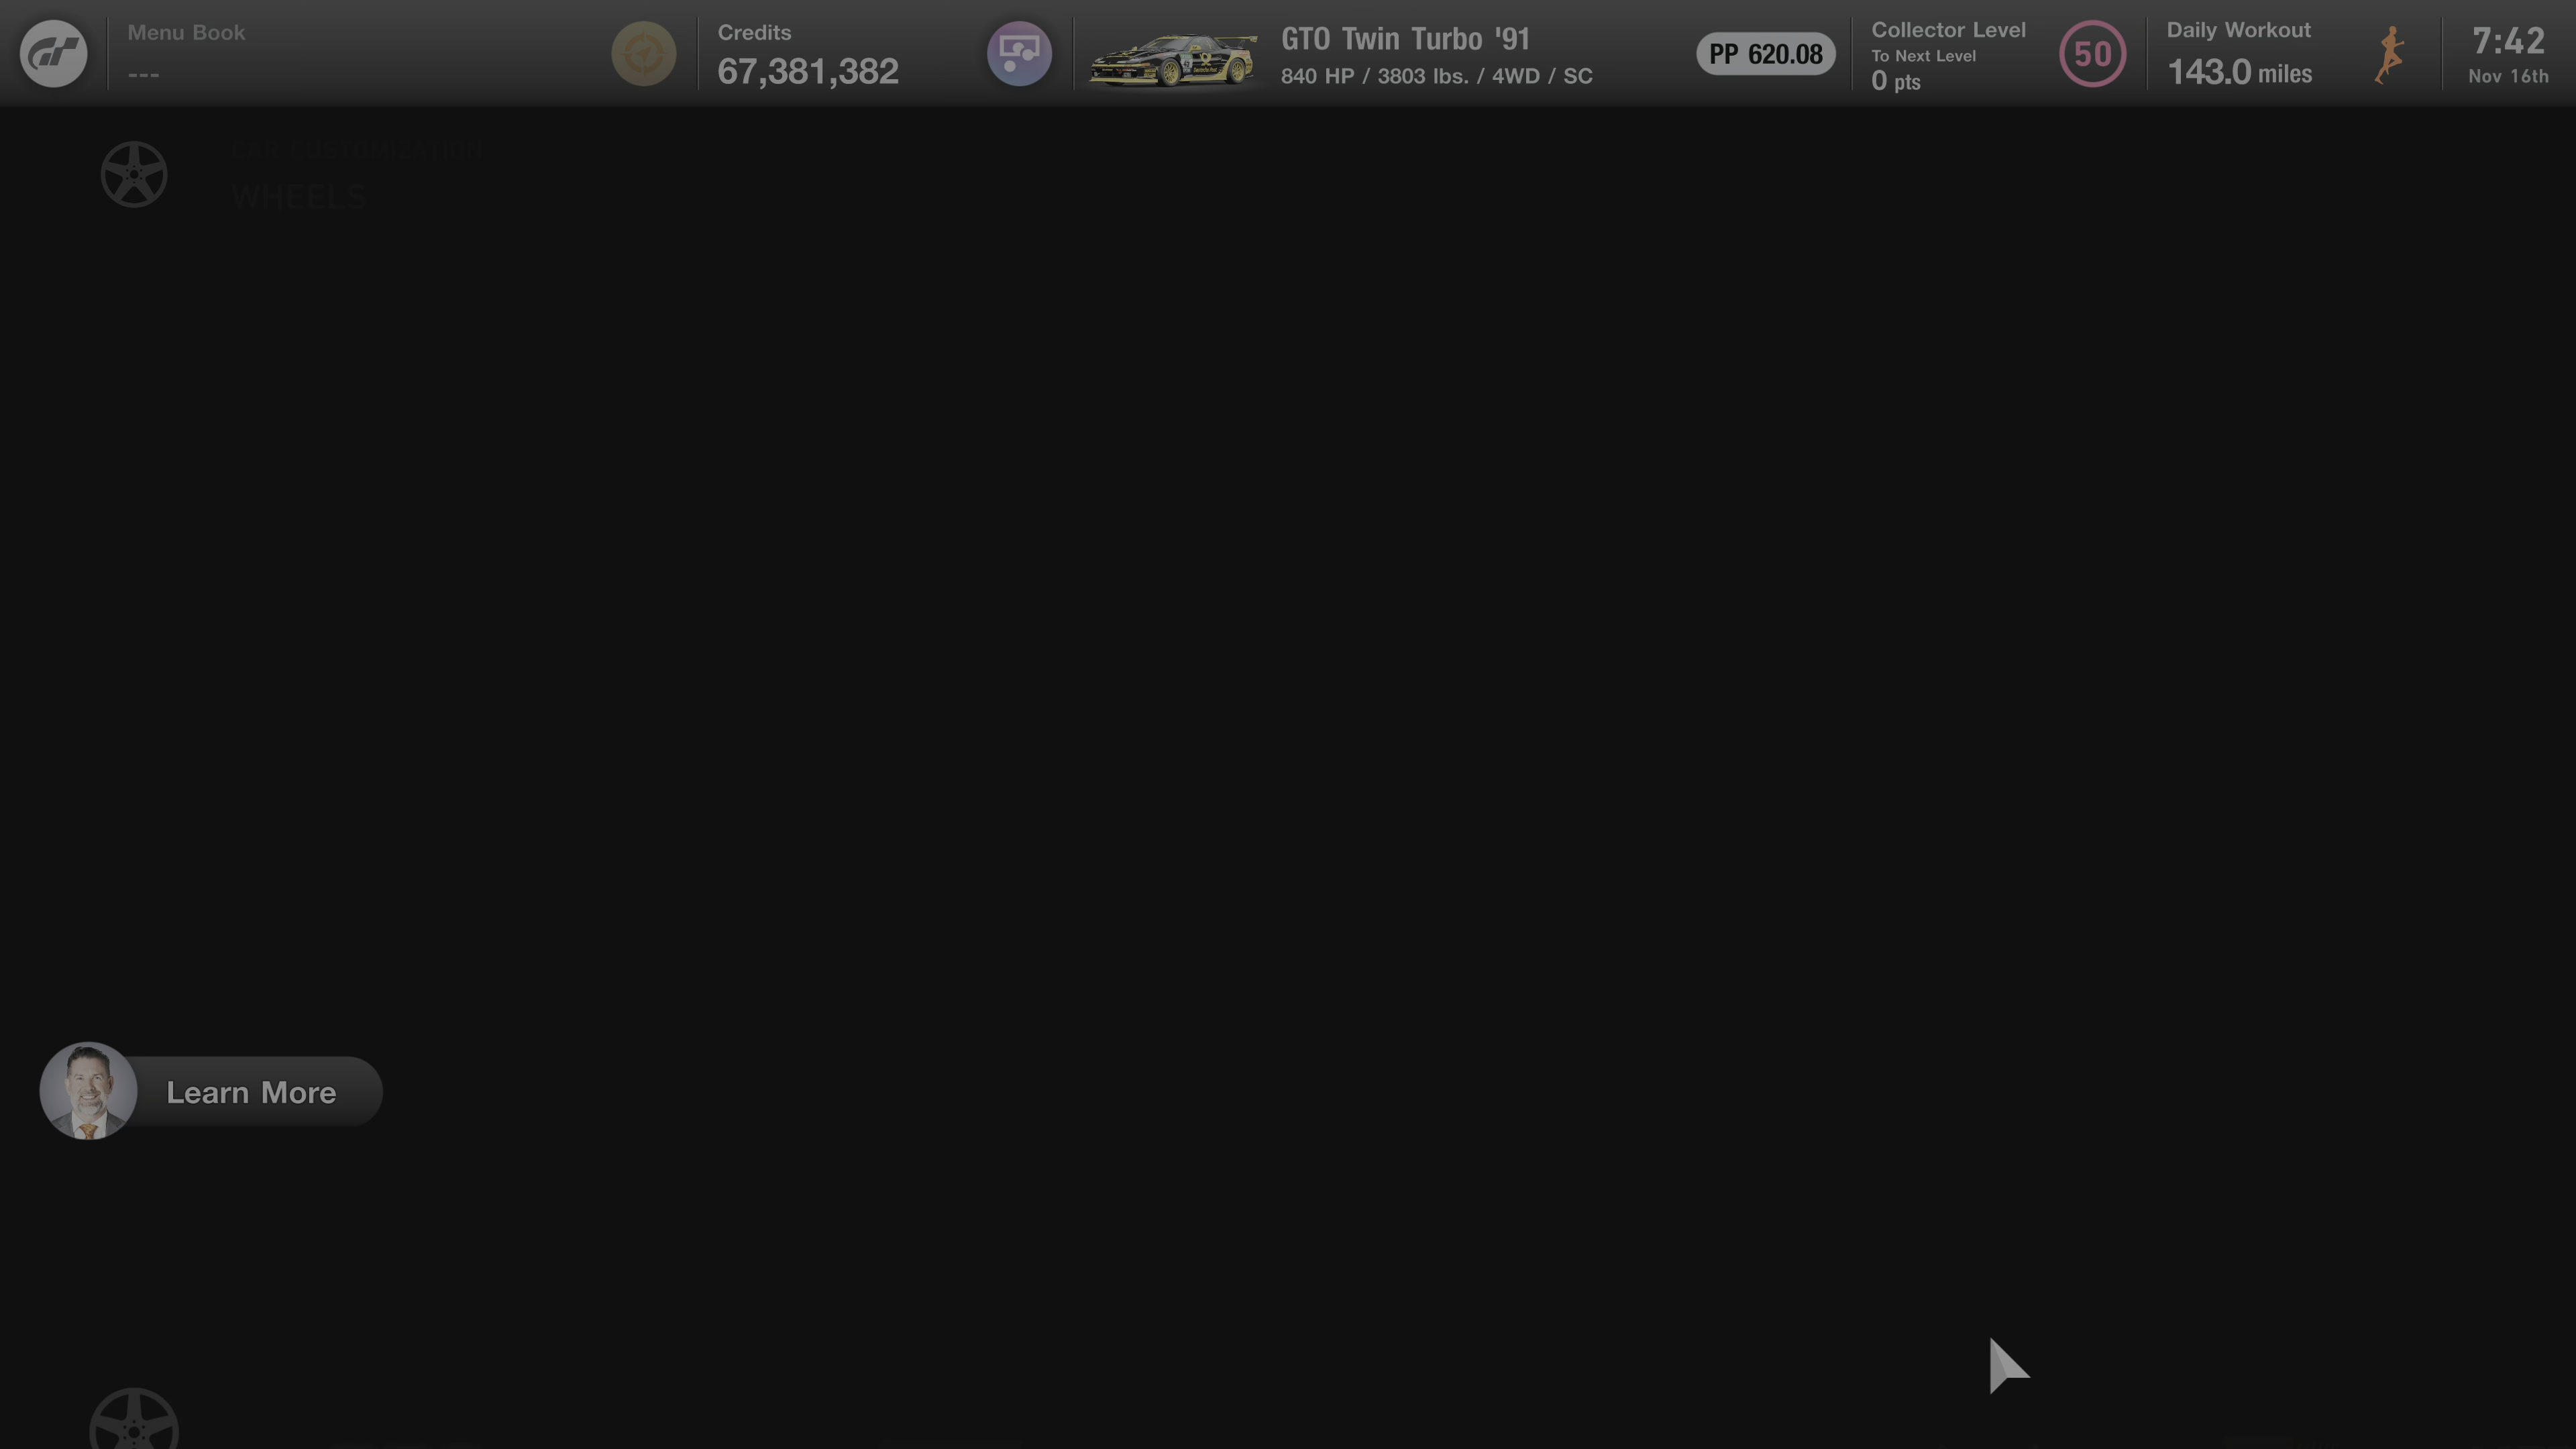 Menu Book
---
Credits
67,381,382
GTO Twin Turbo '91
840 HP / 3803 lbs. / 4WD / SC
PP 620.08
Collector Level
To Next Level
0 pts
50
Daily Workout
143.0 miles
7:42
Nov 16th
CAR CUSTOMIZATION
WHEELS
Learn More